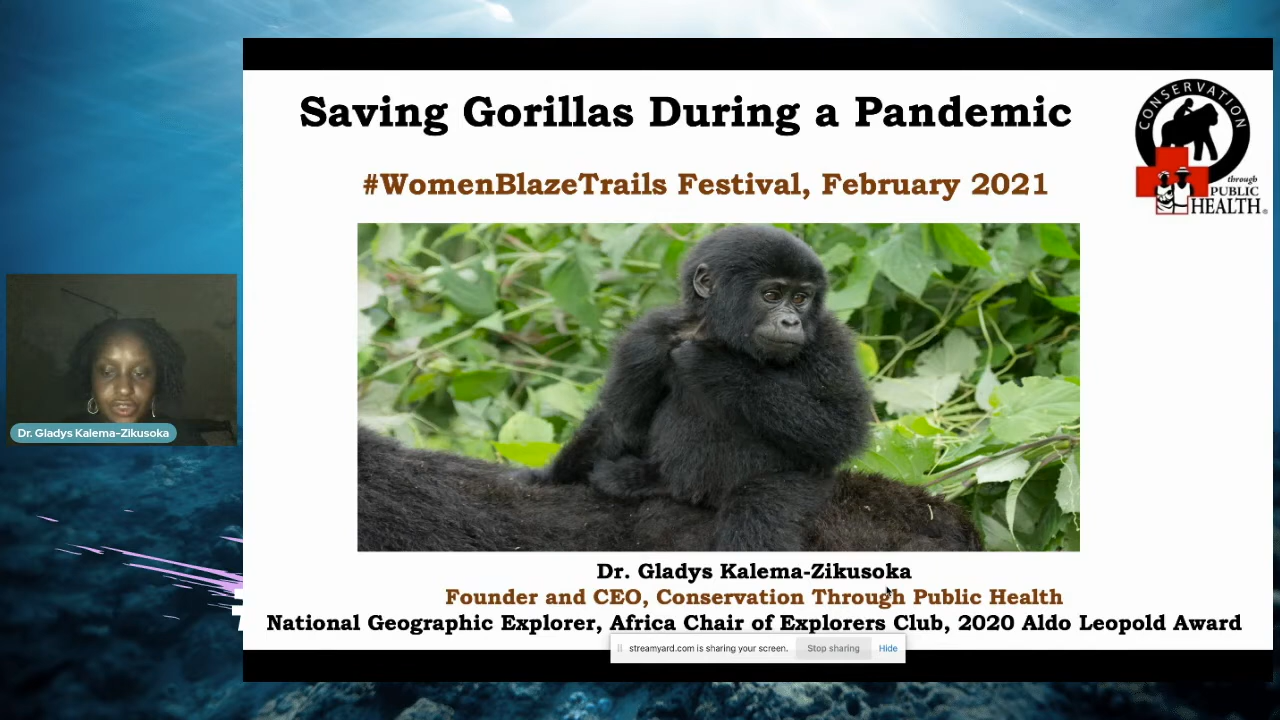 Saving Gorillas During a Pandemic
#WomenBlazeTrails Festival, February 2021
CONSERVATION
through
PUBLIC
HEALTH®
Dr. Gladys Kalema-Zikusoka
Dr. Gladys Kalema-Zikusoka
Founder and CEO, Conservation Through Public Health
National Geographic Explorer, Africa Chair of Explorers Club, 2020 Aldo Leopold Award
streamyard.com is sharing your screen. Stop sharing Hide